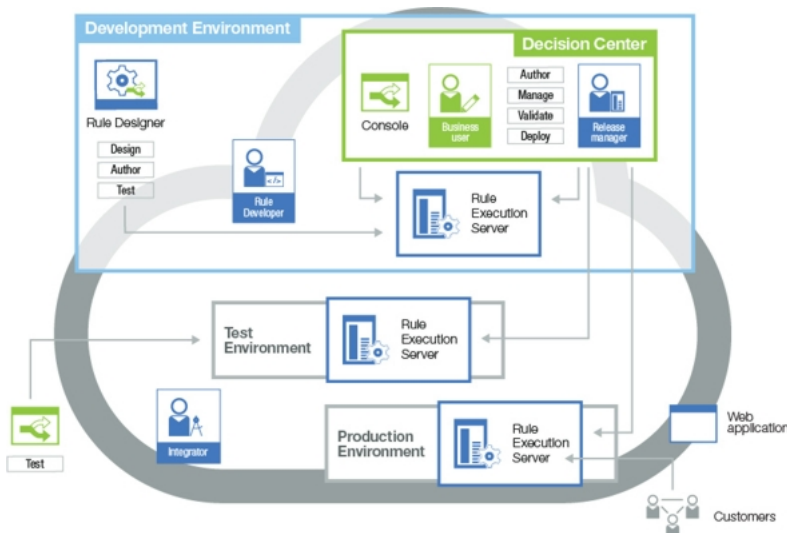 Development Environment
Decision Center
Rule Designer
Design
Author
Test
Rule
Developer
Console
Business
user
Author
Manage
Validate
Deploy
Release
manager
Rule
Execution
Server
Test
Environment
Rule
Execution
Server
Test
Integrator
Production
Environment
Rule
Execution
Server
Web
application
Customers